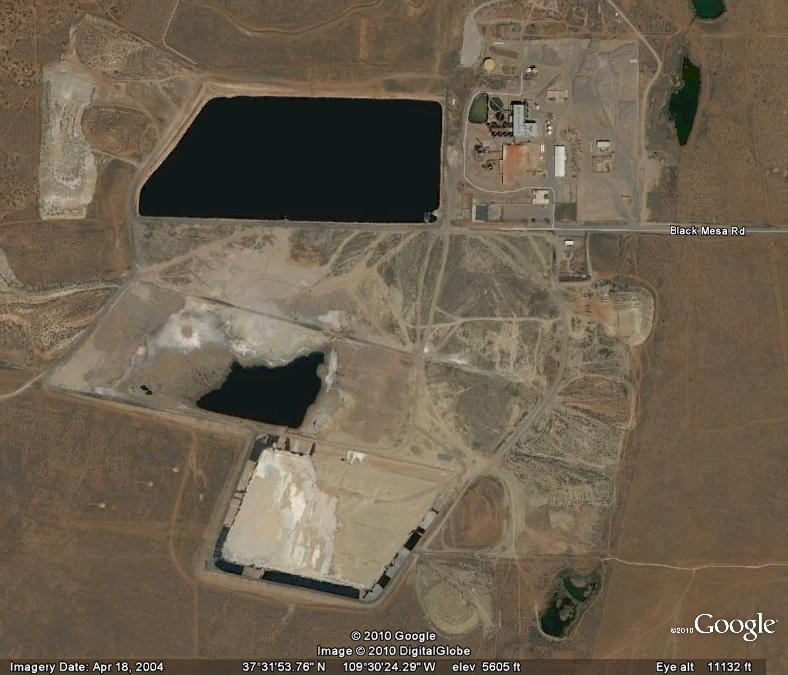 Black Mesa Rd
©2010 Google
© 2010 Google
Image © 2010 DigitalGlobe
Imagery Date: Apr 18, 2004 37°31'53.76" N 109°30'24.29" W elev 5605 ft Eye alt 11132 ft